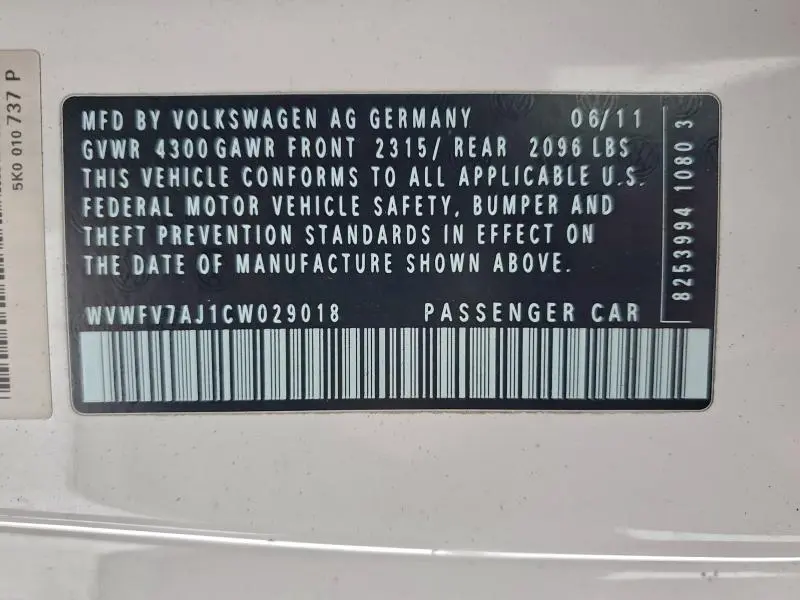 MFD BY VOLKSWAGEN AG GERMANY 06/11
GVWR 4300 GAWR FRONT 2315/ REAR 2096 LBS
THIS VEHICLE CONFORMS TO ALL APPLICABLE U.S.
FEDERAL MOTOR VEHICLE SAFETY, BUMPER AND
THEFT PREVENTION STANDARDS IN EFFECT ON
THE DATE OF MANUFACTURE SHOWN ABOVE.
WVWFV7AJ1CW029018 PASSENGER CAR
8253994 1080 3
5K0 010 737 P